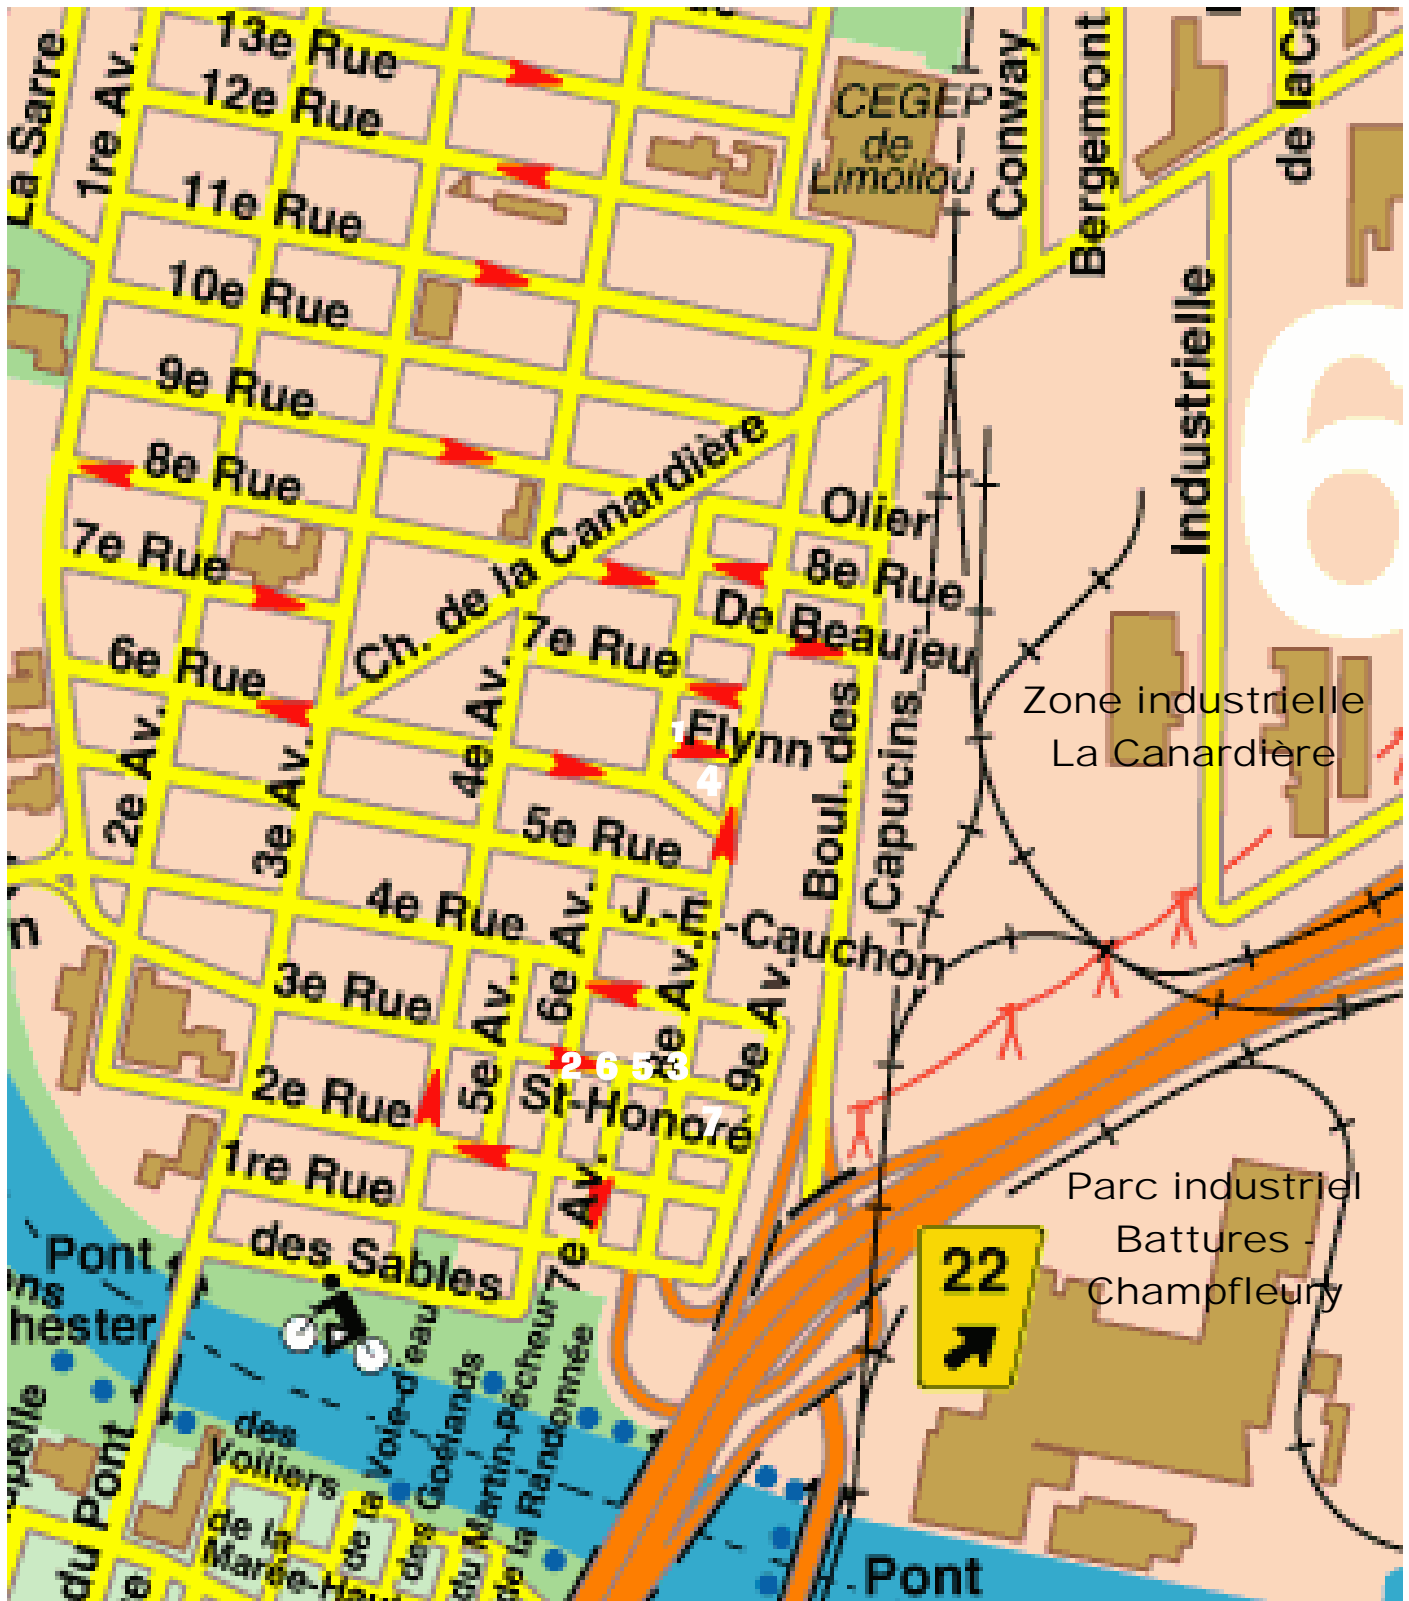 13e Rue
12e Rue
11e Rue
10e Rue
9e Rue
8e Rue
7e Rue
6e Rue
La Sarre
1re Av.
2e Av.
3e Av.
4e Av.
CEGEP
de
Limoilou
Conway
Bergemont
de la Ca
Industrielle
6
Ch. de la Canardière
Olier
8e Rue
De Beaujeu
7e Rue
Flynn
1
4
Boul. des
Capucins
Zone industrielle
La Canardière
5e Rue
4e Rue
J.-E.-Cauchon
3e Rue
5e Av.
6e Av.
9e Av.
2 6 5 3
St-Honoré
7
2e Rue
1re Rue
7e Av.
des Sables
Pont
hester
22
Parc industriel
Battures -
Champfleury
des
Voiliers
de la
Marée-Hau
de la Voie-d'eau
des Goélands
du Martin-pêcheur
de la Randonnée
du Pont
Pont